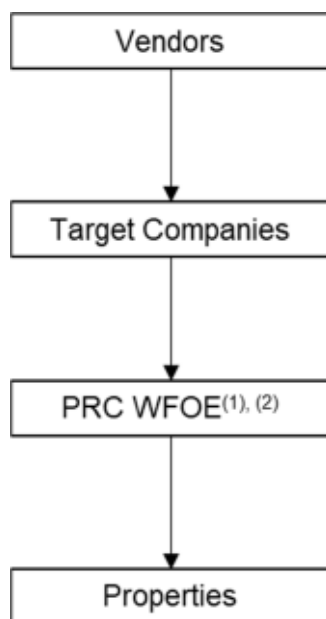 Vendors
Target Companies
PRC WFOE(1), (2)
Properties